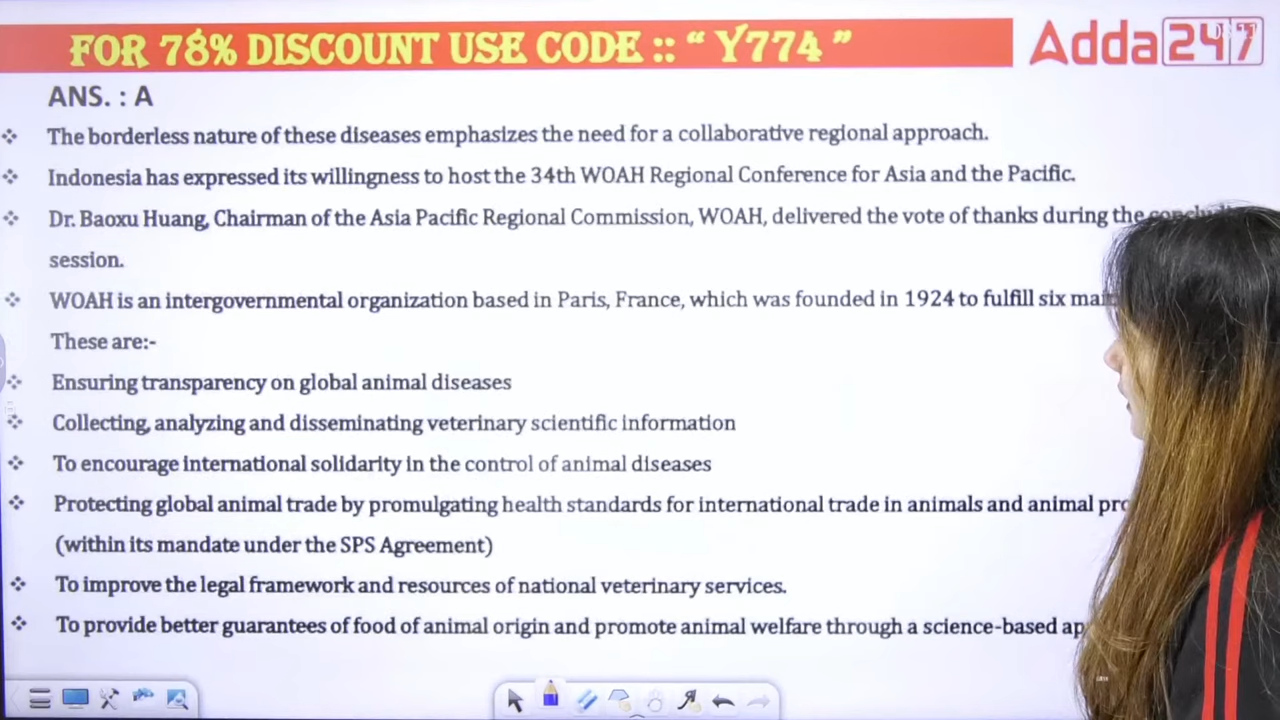 FOR 78% DISCOUNT USE CODE :: “ Y774 ”
Adda247
ANS. : A
❖ The borderless nature of these diseases emphasizes the need for a collaborative regional approach.
❖ Indonesia has expressed its willingness to host the 34th WOAH Regional Conference for Asia and the Pacific.
❖ Dr. Baoxu Huang, Chairman of the Asia Pacific Regional Commission, WOAH, delivered the vote of thanks during the
session.
❖ WOAH is an intergovernmental organization based in Paris, France, which was founded in 1924 to fulfill six
These are:-
❖ Ensuring transparency on global animal diseases
❖ Collecting, analyzing and disseminating veterinary scientific information
❖ To encourage international solidarity in the control of animal diseases
❖ Protecting global animal trade by promulgating health standards for international trade in animals and animal
(within its mandate under the SPS Agreement)
❖ To improve the legal framework and resources of national veterinary services.
❖ To provide better guarantees of food of animal origin and promote animal welfare through a science-based